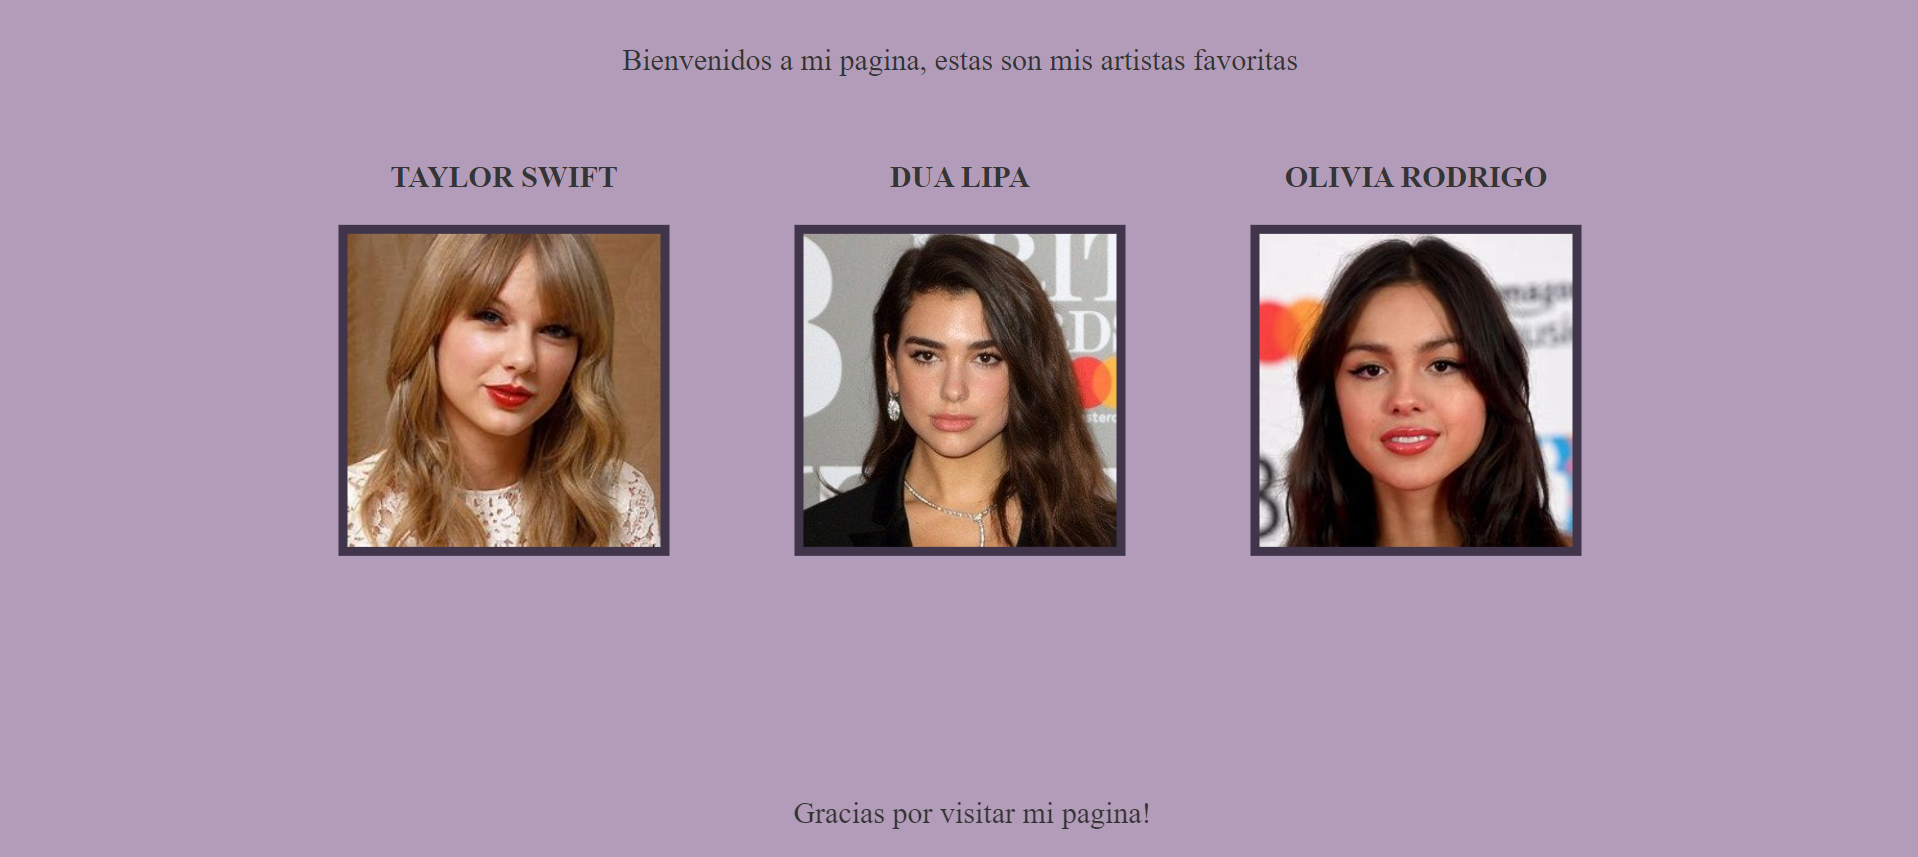 Bienvenidos a mi pagina, estas son mis artistas favoritas
TAYLOR SWIFT
DUA LIPA
OLIVIA RODRIGO
Gracias por visitar mi pagina!